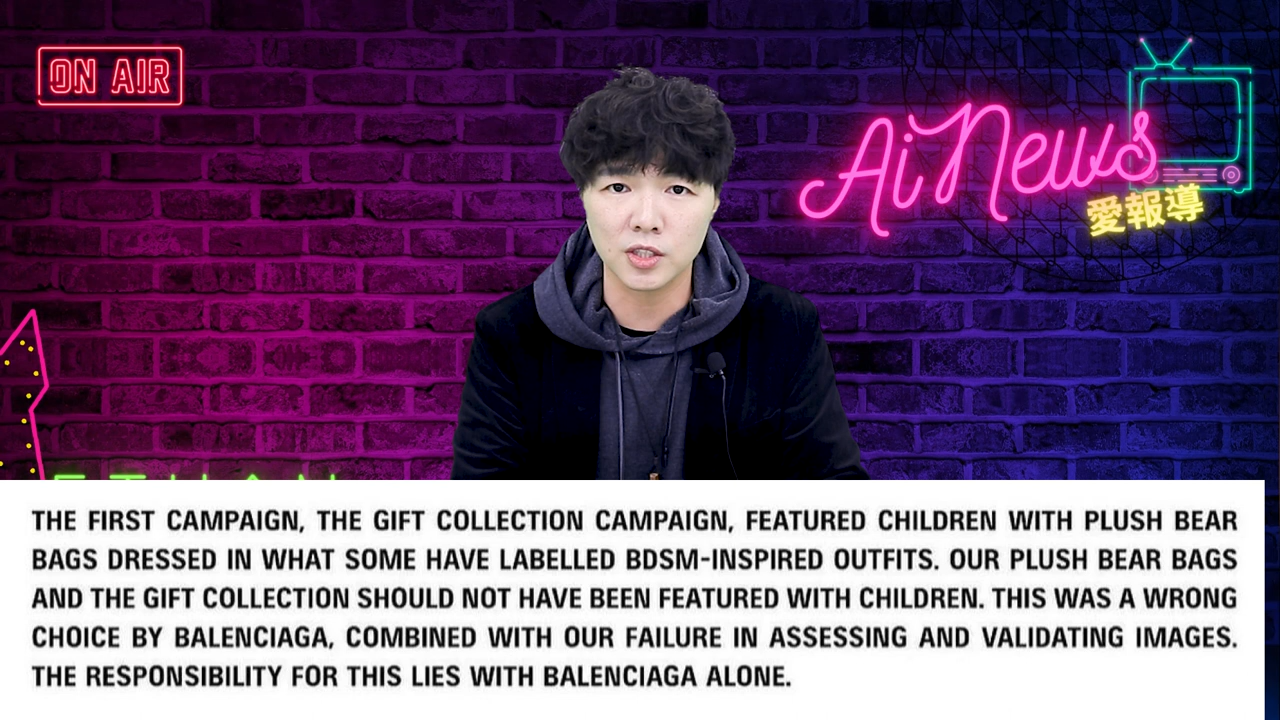 ON AIR
Ai News
愛報導
THE FIRST CAMPAIGN, THE GIFT COLLECTION CAMPAIGN, FEATURED CHILDREN WITH PLUSH BEAR
BAGS DRESSED IN WHAT SOME HAVE LABELLED BDSM-INSPIRED OUTFITS. OUR PLUSH BEAR BAGS
AND THE GIFT COLLECTION SHOULD NOT HAVE BEEN FEATURED WITH CHILDREN. THIS WAS A WRONG
CHOICE BY BALENCIAGA, COMBINED WITH OUR FAILURE IN ASSESSING AND VALIDATING IMAGES.
THE RESPONSIBILITY FOR THIS LIES WITH BALENCIAGA ALONE.